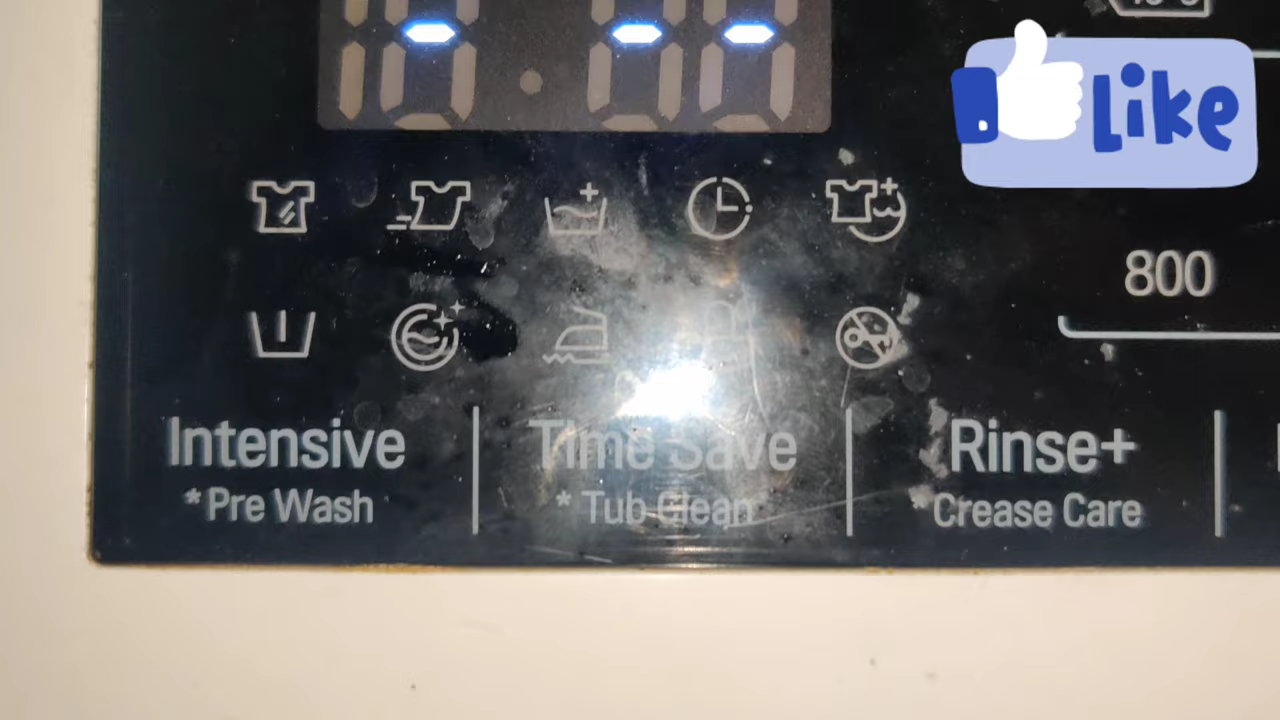 Like
800
Intensive
Time Save
Rinse+
* Pre Wash
* Tub Clean
* Crease Care